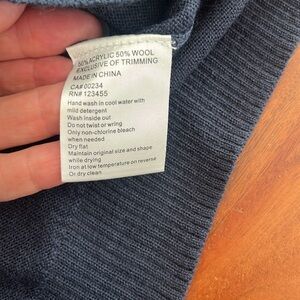 50% ACRYLIC 50% WOOL
EXCLUSIVE OF TRIMMING
MADE IN CHINA
CA# 00234
RN# 123455
Hand wash in cool water with
mild detergent
Wash inside out
Do not twist or wring
Only non-chlorine bleach
when needed
Dry flat
Maintain original size and shape
while drying
Iron at low temperature on reverse
Or dry clean